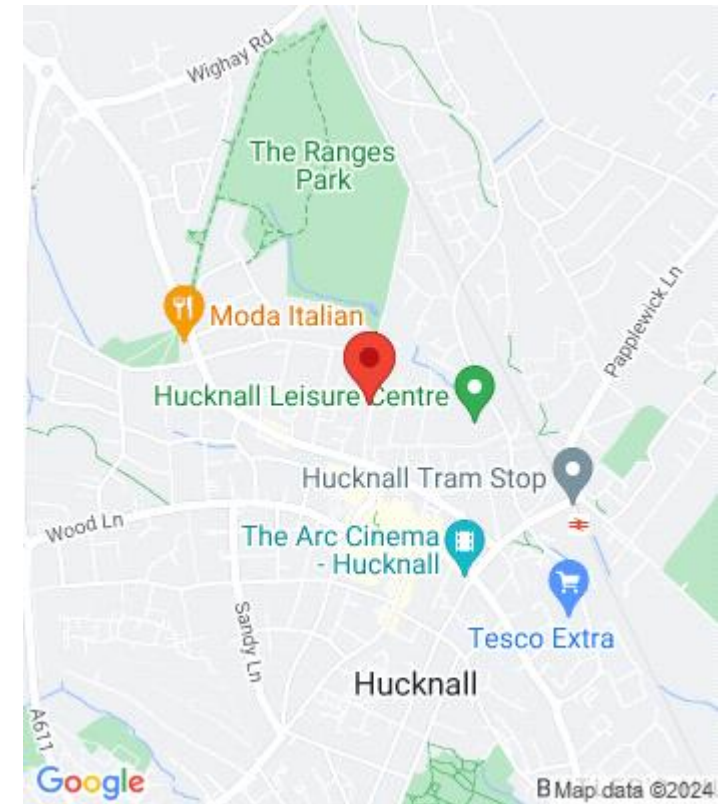 Wighay Rd
The Ranges
Park
Moda Italian
Papplewick Ln
Hucknall Leisure Centre
Hucknall Tram Stop
Wood Ln
The Arc Cinema
- Hucknall
Sandy Ln
Tesco Extra
Hucknall
A611
Google
Map data ©2024